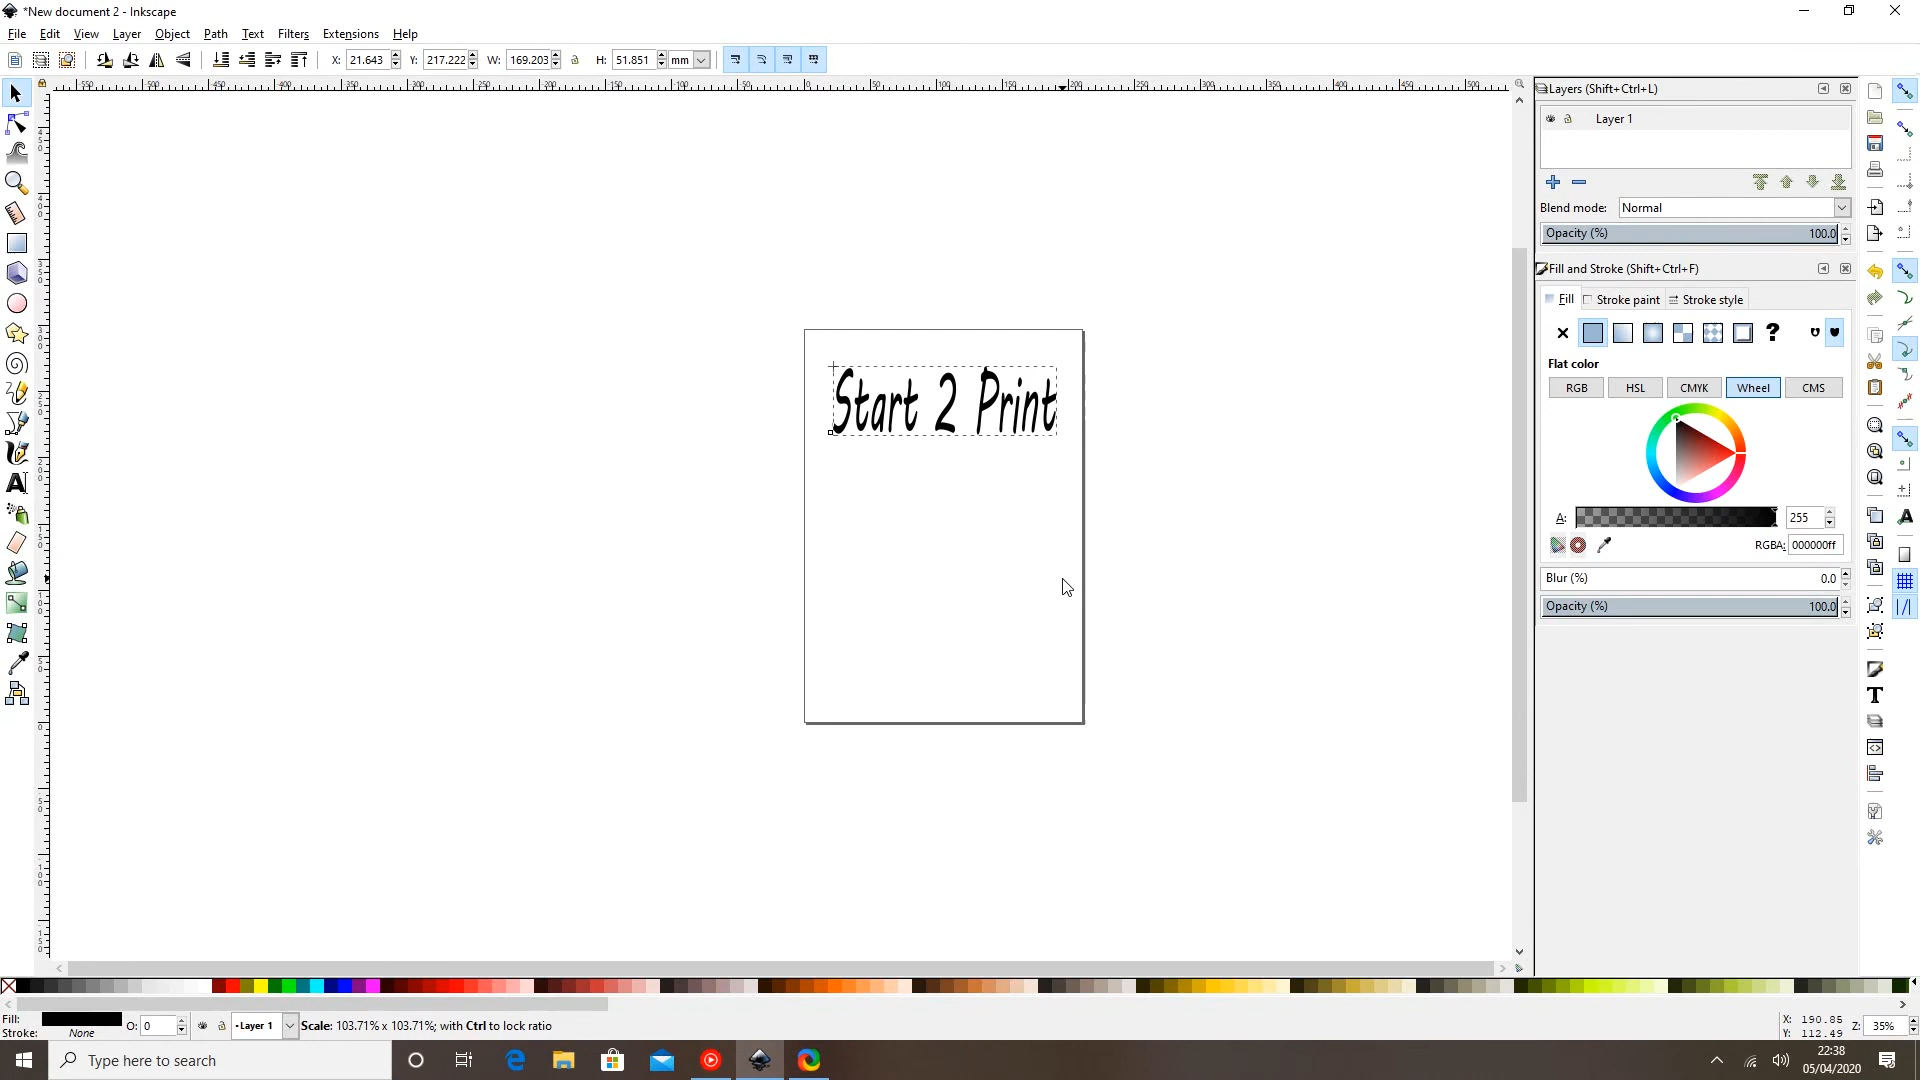 *New document 2 - Inkscape
File Edit View Layer Object Path Text Filters Extensions Help
X: 21.643 Y: 217.222 W: 169.203 H: 51.851 mm
Layers (Shift+Ctrl+L)
Layer 1
Blend mode: Normal
Opacity (%) 100.0
Fill and Stroke (Shift+Ctrl+F)
Fill Stroke paint Stroke style
Flat color
RGB HSL CMYK Wheel CMS
A: 255
RGBA: 000000ff
Blur (%) 0.0
Opacity (%) 100.0
Start 2 Print
Fill:
Stroke: None
O: 0
Layer 1
Scale: 103.71% x 103.71%; with Ctrl to lock ratio
X: 190.85
Y: 112.49
Z: 35%
Type here to search
22:38
05/04/2020